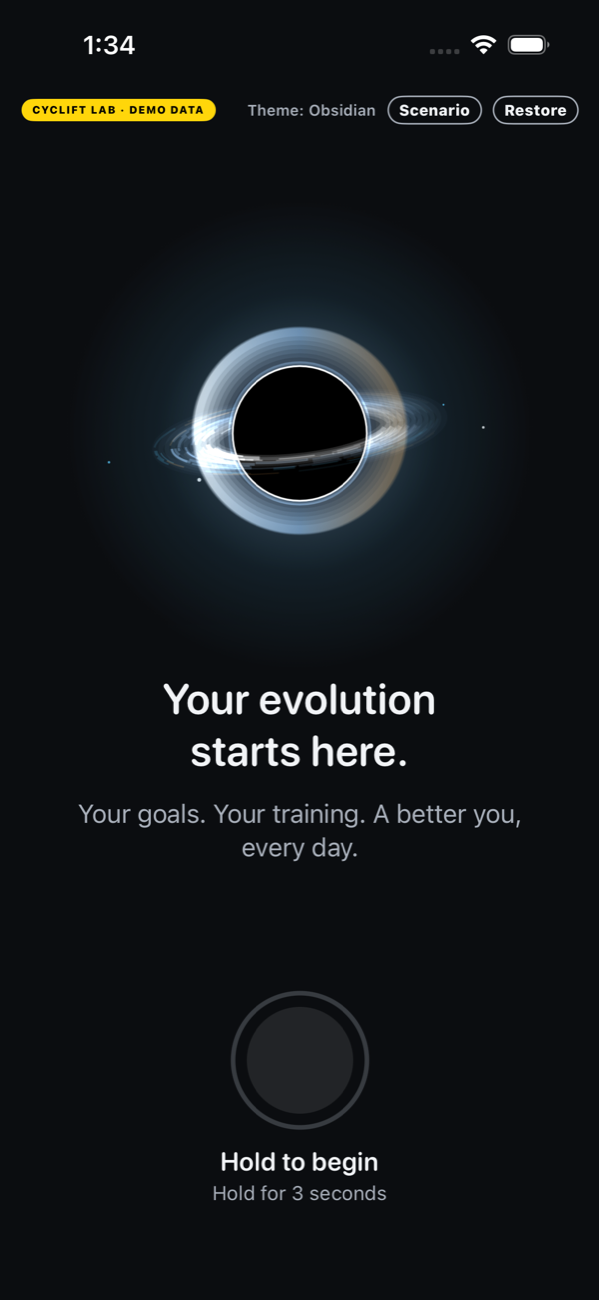 1:34
CYCLIFT LAB · DEMO DATA
Theme: Obsidian
Scenario
Restore
Your evolution
starts here.
Your goals. Your training. A better you,
every day.
Hold to begin
Hold for 3 seconds